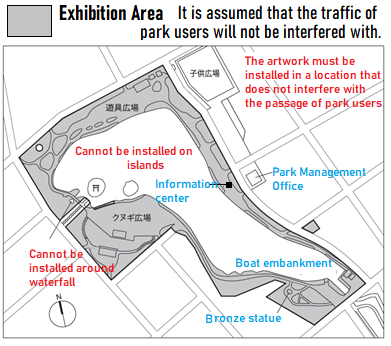 Exhibition Area It is assumed that the traffic of
park users will not be interfered with.
子供広場
The artwork must be
installed in a location that
does not interfere with
the passage of park users
遊具広場
Cannot be installed on
islands
Information
center
Park Management
Office
クヌギ広場
Cannot be
installed around
waterfall
Boat embankment
Bronze statue
N